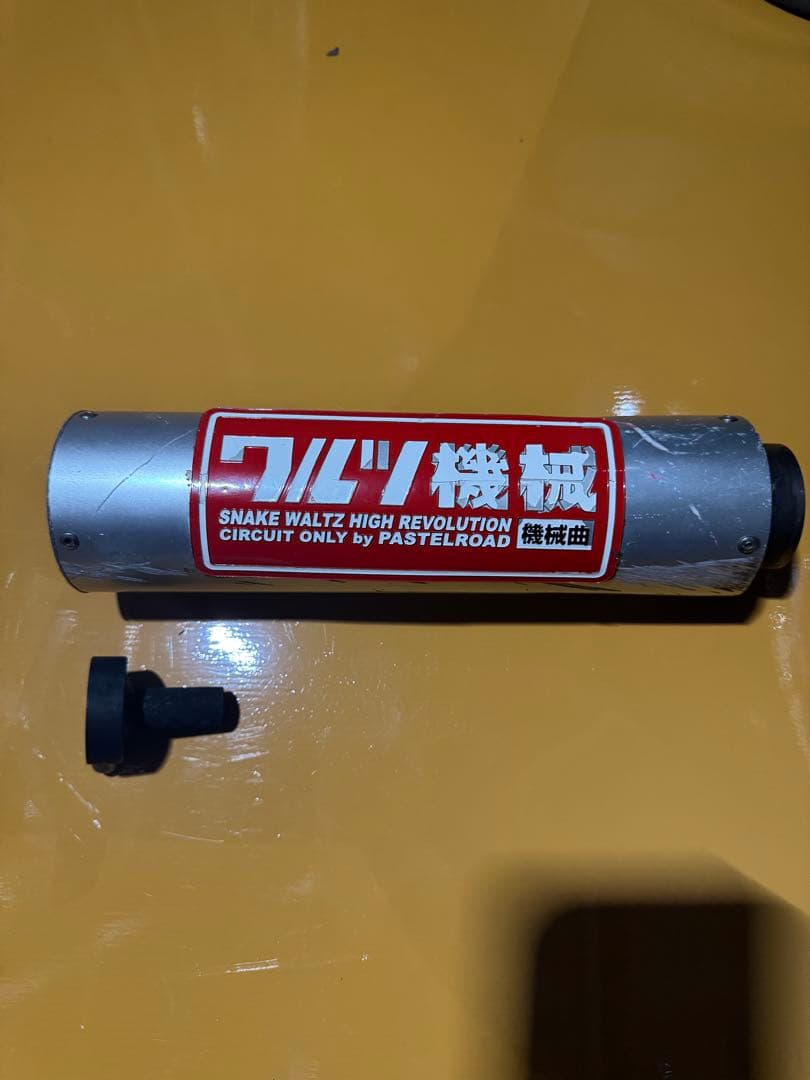 ワルツ機械
SNAKE WALTZ HIGH REVOLUTION
CIRCUIT ONLY by PASTELROAD 機械曲